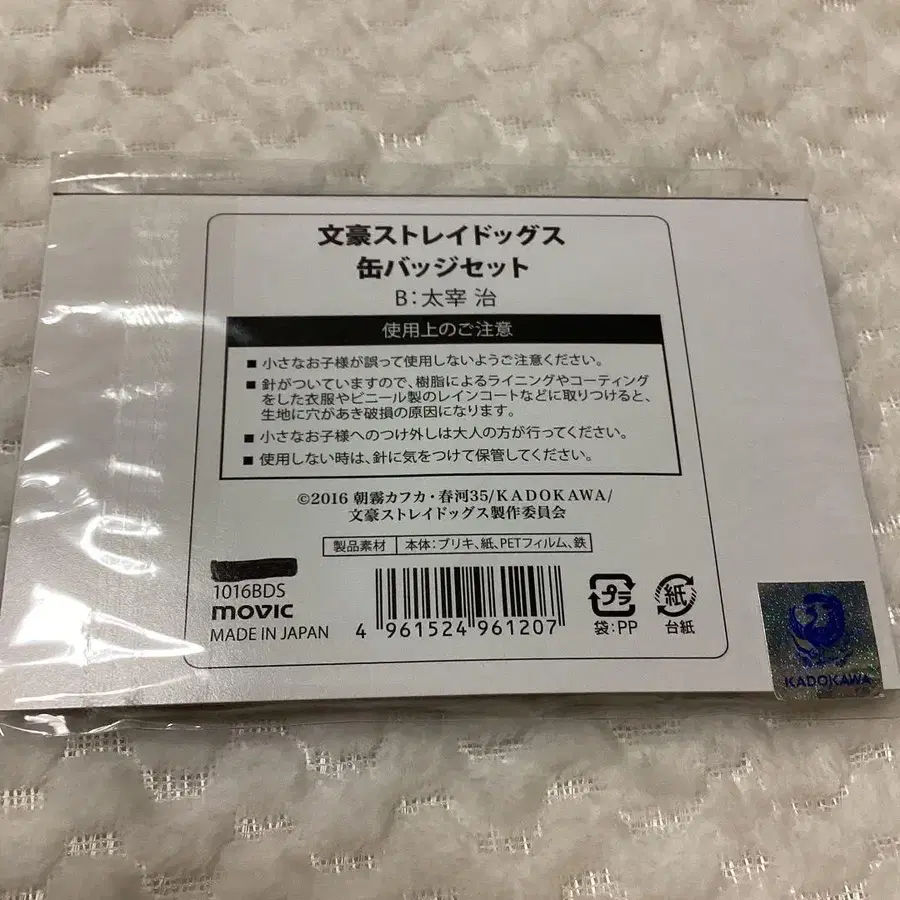 文豪ストレイドッグス
缶バッジセット
B:太宰 治
使用上のご注意
■ 小さなお子様が誤って使用しないようご注意ください。
■ 針がついていますので、樹脂によるライニングやコーティング
をした衣服やビニール製のレインコートなどに取りつけると、
生地に穴があき破損の原因になります。
■ 小さなお子様へのつけ外しは大人の方が行ってください。
■ 使用しない時は、針に気をつけて保管してください。
©2016 朝霧カフカ・春河35/KADOKAWA/
文豪ストレイドッグス製作委員会
製品素材 本体:ブリキ、紙、PETフィルム、鉄
1016BDS
movic
MADE IN JAPAN
4 961524 961207
プラ
袋:PP
紙
台紙
KADOKAWA